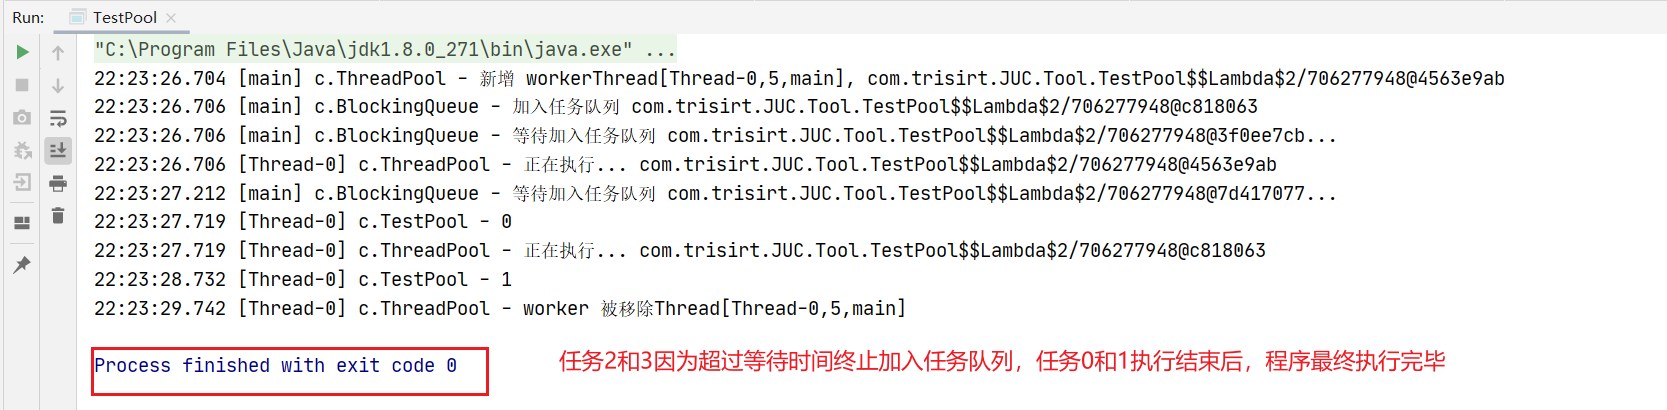 Run: TestPool
"C:\Program Files\Java\jdk1.8.0_271\bin\java.exe" ...
22:23:26.704 [main] c.ThreadPool - 新增 workerThread[Thread-0,5,main], com.trisirt.JUC.Tool.TestPool$$Lambda$2/706277948@4563e9ab
22:23:26.706 [main] c.BlockingQueue - 加入任务队列 com.trisirt.JUC.Tool.TestPool$$Lambda$2/706277948@c818063
22:23:26.706 [main] c.BlockingQueue - 等待加入任务队列 com.trisirt.JUC.Tool.TestPool$$Lambda$2/706277948@3f0ee7cb...
22:23:26.706 [Thread-0] c.ThreadPool - 正在执行... com.trisirt.JUC.Tool.TestPool$$Lambda$2/706277948@4563e9ab
22:23:27.212 [main] c.BlockingQueue - 等待加入任务队列 com.trisirt.JUC.Tool.TestPool$$Lambda$2/706277948@7d417077...
22:23:27.719 [Thread-0] c.TestPool - 0
22:23:27.719 [Thread-0] c.ThreadPool - 正在执行... com.trisirt.JUC.Tool.TestPool$$Lambda$2/706277948@c818063
22:23:28.732 [Thread-0] c.TestPool - 1
22:23:29.742 [Thread-0] c.ThreadPool - worker 被移除Thread[Thread-0,5,main]
Process finished with exit code 0
任务2和3因为超过等待时间终止加入任务队列，任务0和1执行结束后，程序最终执行完毕